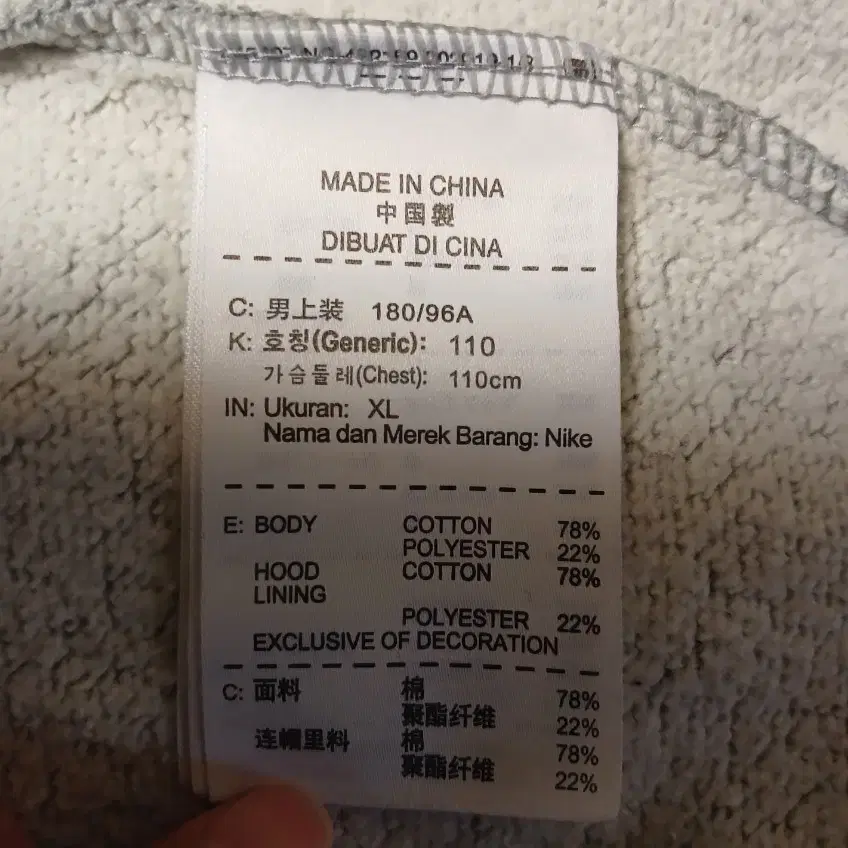 MADE IN CHINA
中国製
DIBUAT DI CINA
C: 男上装 180/96A
K: 호칭(Generic): 110
가슴둘레(Chest): 110cm
IN: Ukuran: XL
Nama dan Merek Barang: Nike
E: BODY COTTON 78%
POLYESTER 22%
HOOD COTTON 78%
LINING
POLYESTER 22%
EXCLUSIVE OF DECORATION
C: 面料 棉 78%
聚酯纤维 22%
连帽里料 棉 78%
聚酯纤维 22%